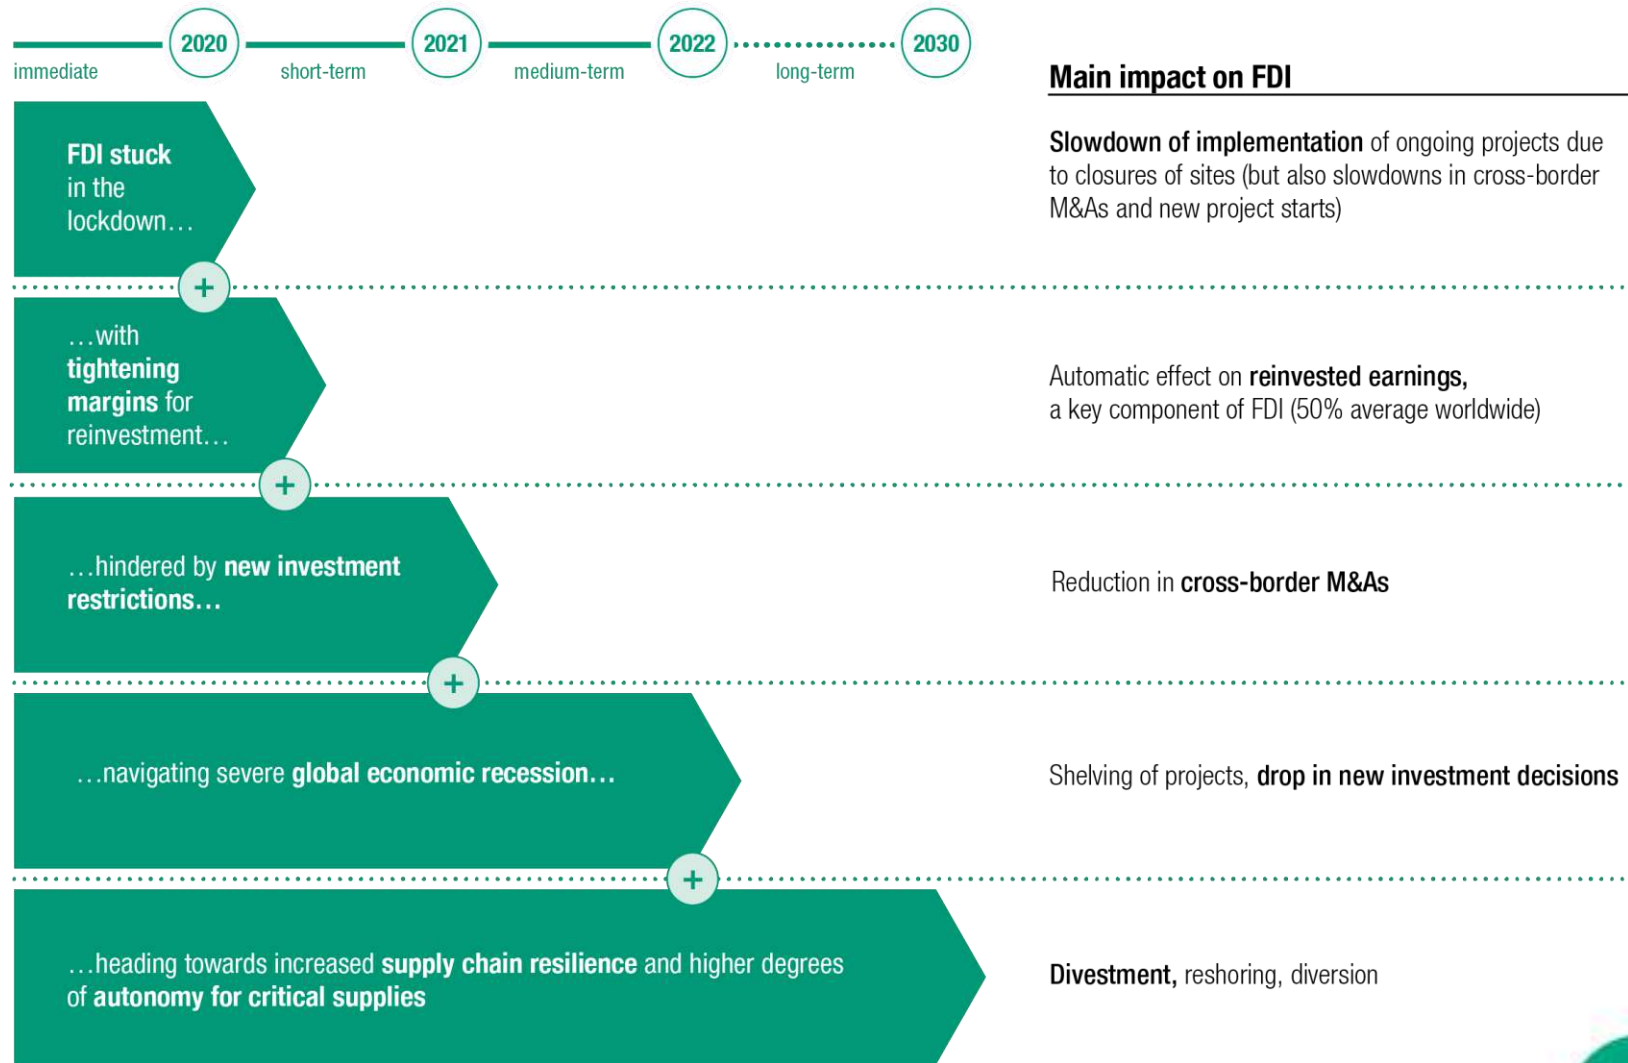 2020
2021
2022
2030
immediate
short-term
medium-term
long-term
Main impact on FDI
FDI stuck
in the
lockdown…
Slowdown of implementation of ongoing projects due
to closures of sites (but also slowdowns in cross-border
M&As and new project starts)
+
…with
tightening
margins for
reinvestment…
Automatic effect on reinvested earnings,
a key component of FDI (50% average worldwide)
+
…hindered by new investment
restrictions…
Reduction in cross-border M&As
+
…navigating severe global economic recession…
Shelving of projects, drop in new investment decisions
+
…heading towards increased supply chain resilience and higher degrees
of autonomy for critical supplies
Divestment, reshoring, diversion